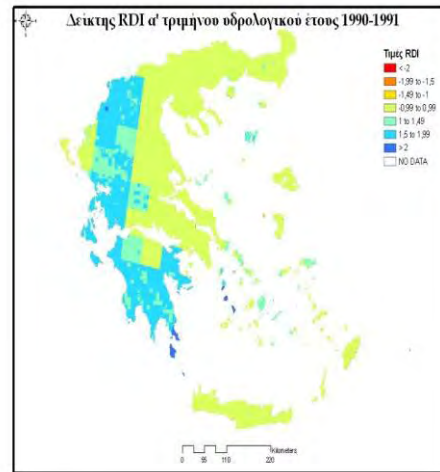 Δείκτης RDI α' τριμήνου υδρολογικού έτους 1990-1991
Τιμές RDI
< -2
-1,99 to -1,5
-1,49 to -1
-0,99 to 0,99
1 to 1,49
1,5 to 1,99
> 2
NO DATA
Kilometers
0 55 110 220